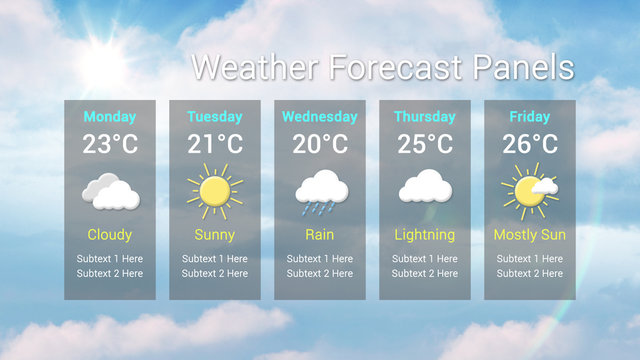 Weather Forecast Panels
Monday
23°C
Cloudy
Subtext 1 Here
Subtext 2 Here
Tuesday
21°C
Sunny
Subtext 1 Here
Subtext 2 Here
Wednesday
20°C
Rain
Subtext 1 Here
Subtext 2 Here
Thursday
25°C
Lightning
Subtext 1 Here
Subtext 2 Here
Friday
26°C
Mostly Sun
Subtext 1 Here
Subtext 2 Here